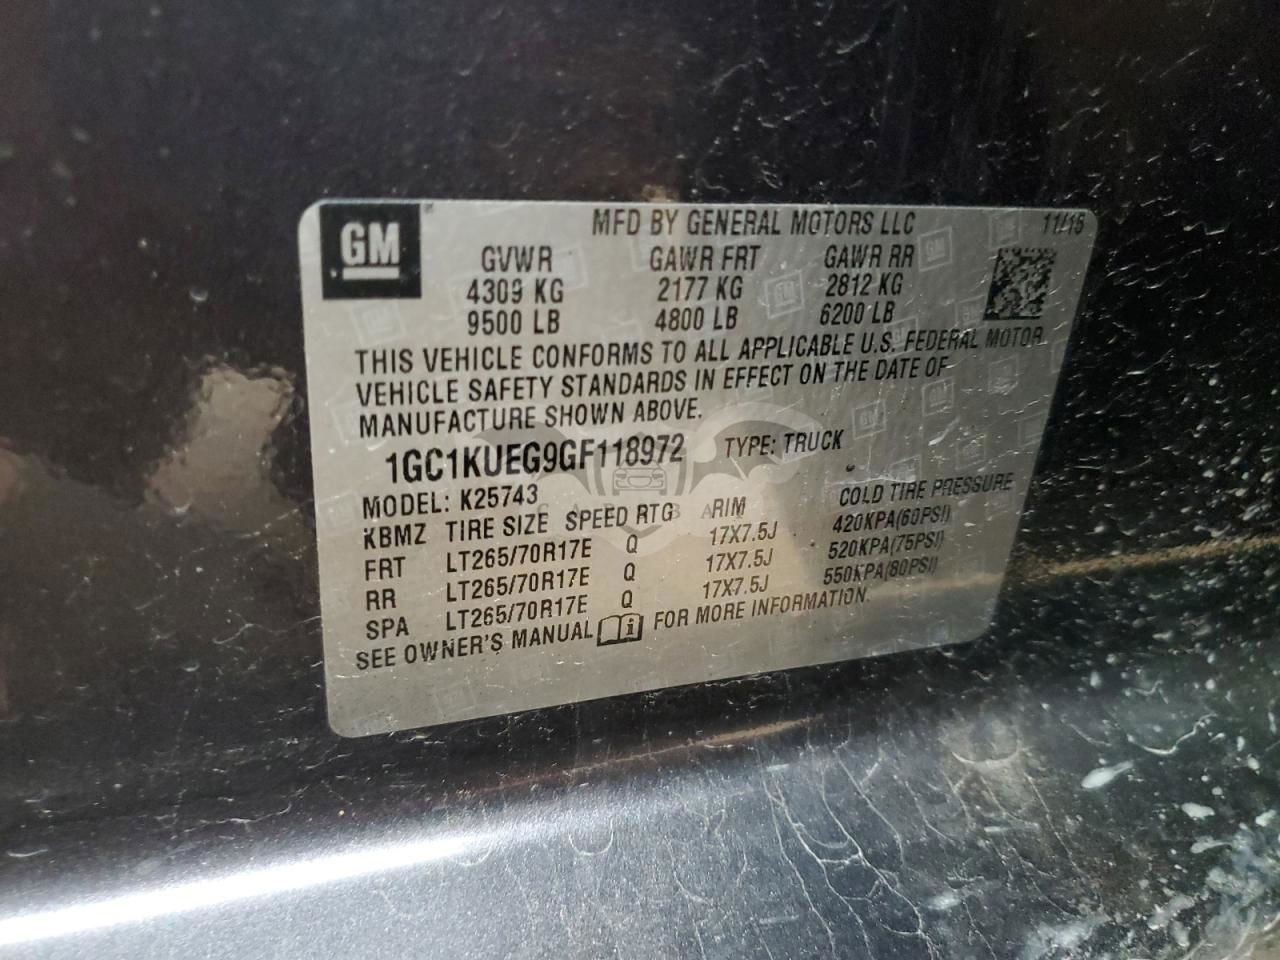 GM
MFD BY GENERAL MOTORS LLC 11/15
GVWR GAWR FRT GAWR RR
4309 KG 2177 KG 2812 KG
9500 LB 4800 LB 6200 LB
THIS VEHICLE CONFORMS TO ALL APPLICABLE U.S. FEDERAL MOTOR
VEHICLE SAFETY STANDARDS IN EFFECT ON THE DATE OF
MANUFACTURE SHOWN ABOVE.
1GC1KUEG9GF118972 TYPE: TRUCK
MODEL: K25743
KBMZ TIRE SIZE SPEED RTG RIM COLD TIRE PRESSURE
FRT LT265/70R17E Q 17X7.5J 420KPA(60PSI)
RR LT265/70R17E Q 17X7.5J 520KPA(75PSI)
SPA LT265/70R17E Q 17X7.5J 550KPA(80PSI)
SEE OWNER'S MANUAL FOR MORE INFORMATION.